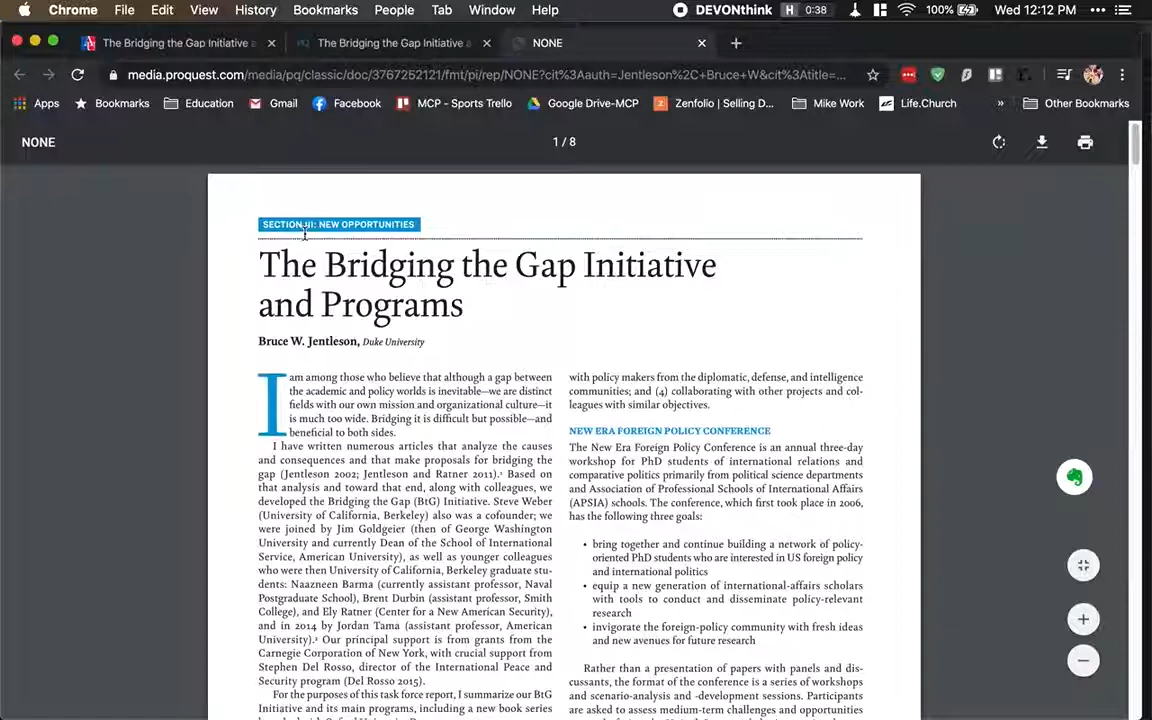 Chrome File Edit View History Bookmarks People Tab Window Help DEVONthink H 0:38 100% Wed 12:12 PM
The Bridging the Gap Initiative a
The Bridging the Gap Initiative a
NONE
media.proquest.com/media/pq/classic/doc/3767252121/fmt/pi/rep/NONE?cit%3Aauth=Jentleson%2C+Bruce+W&cit%3Atitle=...
Apps Bookmarks Education Gmail Facebook MCP - Sports Trello Google Drive-MCP Zenfolio | Selling D... Mike Work Life.Church » Other Bookmarks
NONE 1 / 8
SECTION III: NEW OPPORTUNITIES
The Bridging the Gap Initiative
and Programs
Bruce W. Jentleson, Duke University
I am among those who believe that although a gap between
the academic and policy worlds is inevitable—we are distinct
fields with our own mission and organizational culture—it
is much too wide. Bridging it is difficult but possible—and
beneficial to both sides.
I have written numerous articles that analyze the causes
and consequences and that make proposals for bridging the
gap (Jentleson 2002; Jentleson and Ratner 2011).¹ Based on
that analysis and toward that end, along with colleagues, we
developed the Bridging the Gap (BtG) Initiative. Steve Weber
(University of California, Berkeley) also was a cofounder; we
were joined by Jim Goldgeier (then of George Washington
University and currently Dean of the School of International
Service, American University), as well as younger colleagues
who were then University of California, Berkeley graduate stu-
dents: Naazneen Barma (currently assistant professor, Naval
Postgraduate School), Brent Durbin (assistant professor, Smith
College), and Ely Ratner (Center for a New American Security),
and in 2014 by Jordan Tama (assistant professor, American
University).² Our principal support is from grants from the
Carnegie Corporation of New York, with crucial support from
Stephen Del Rosso, director of the International Peace and
Security program (Del Rosso 2015).
For the purposes of this task force report, I summarize our BtG
Initiative and its main programs, including a new book series
with policy makers from the diplomatic, defense, and intelligence
communities; and (4) collaborating with other projects and col-
leagues with similar objectives.
NEW ERA FOREIGN POLICY CONFERENCE
The New Era Foreign Policy Conference is an annual three-day
workshop for PhD students of international relations and
comparative politics primarily from political science departments
and Association of Professional Schools of International Affairs
(APSIA) schools. The conference, which first took place in 2006,
has the following three goals:
• bring together and continue building a network of policy-
oriented PhD students who are interested in US foreign policy
and international politics
• equip a new generation of international-affairs scholars
with tools to conduct and disseminate policy-relevant
research
• invigorate the foreign-policy community with fresh ideas
and new avenues for future research
Rather than a presentation of papers with panels and dis-
cussants, the format of the conference is a series of workshops
and scenario-analysis and -development sessions. Participants
are asked to assess medium-term challenges and opportunities